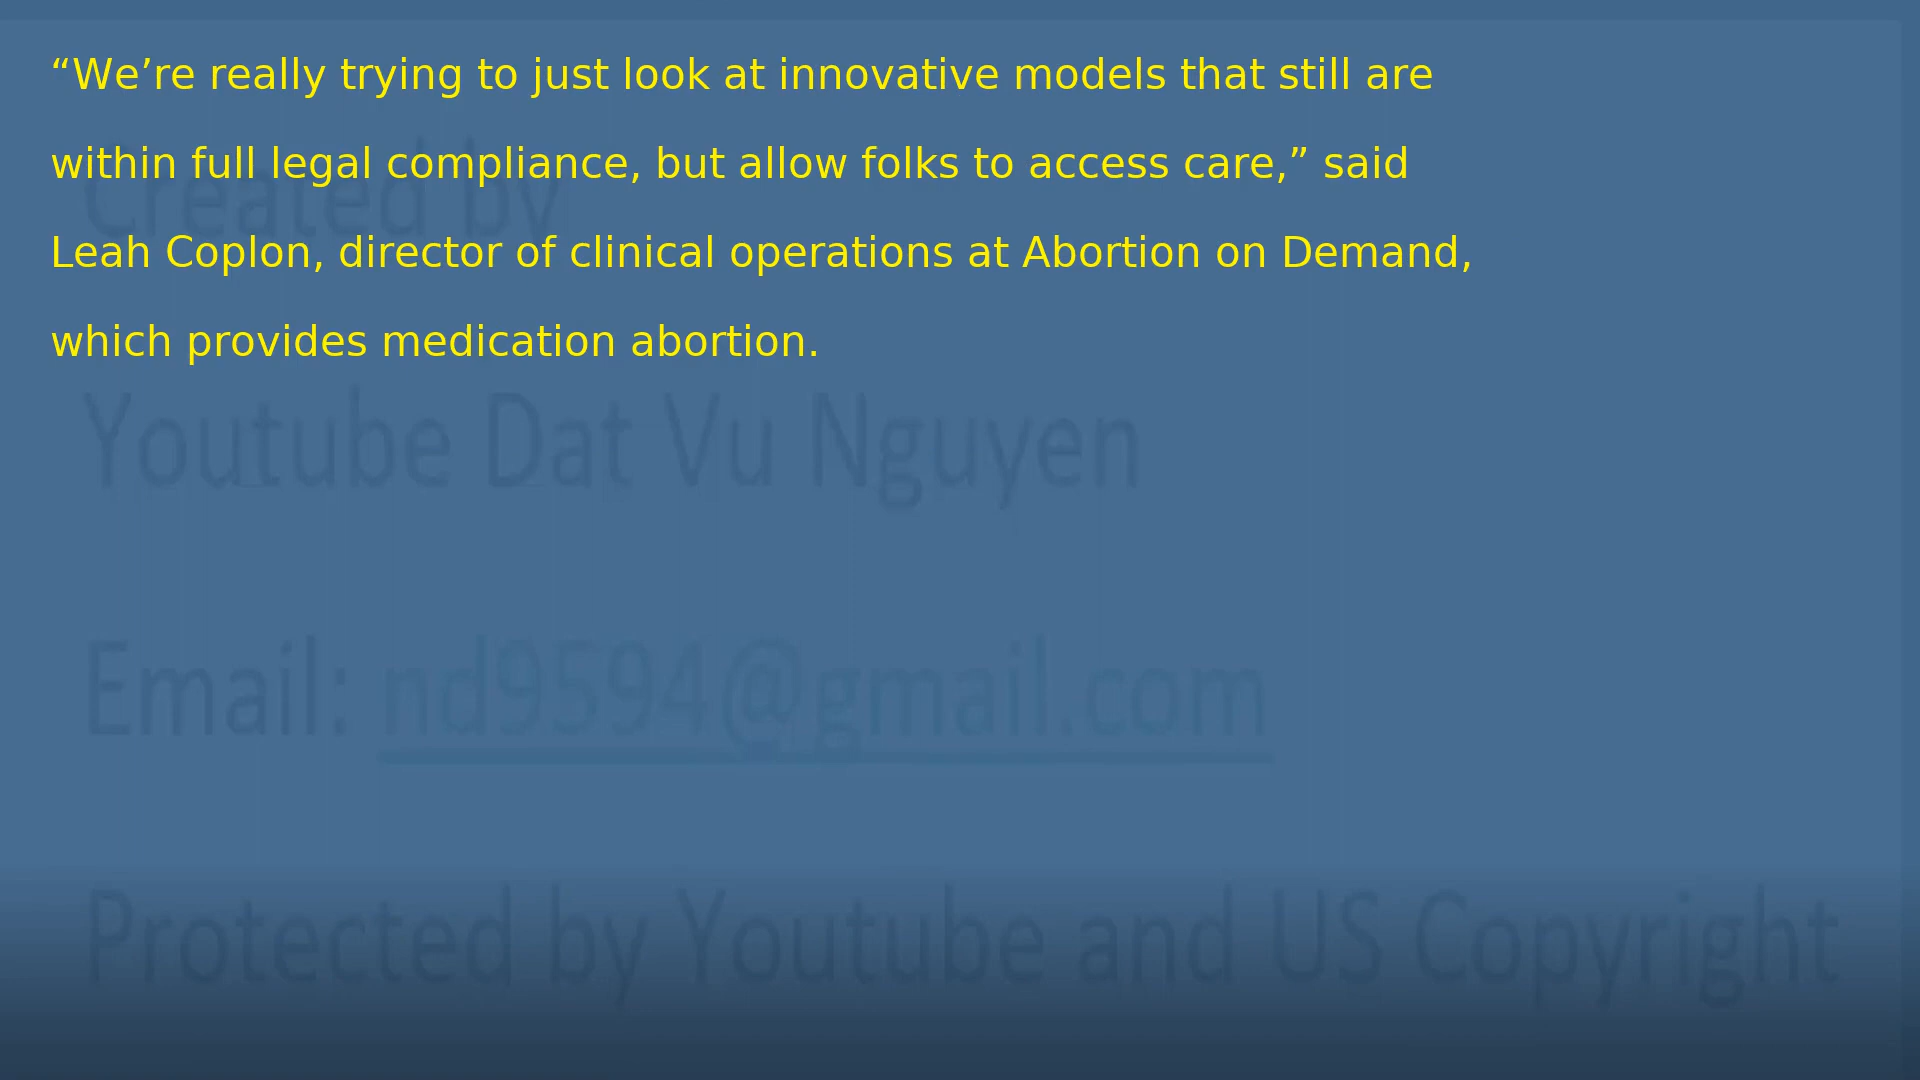 “We’re really trying to just look at innovative models that still are
within full legal compliance, but allow folks to access care,” said
Created by
Leah Coplon, director of clinical operations at Abortion on Demand,
which provides medication abortion.
Youtube Dat Vu Nguyen
Email: nd9594@gmail.com
Protected by Youtube and US Copyright